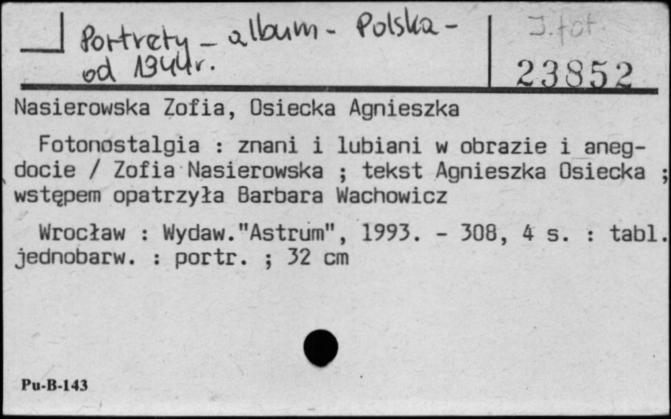 Portrety - album - Polska -
od 1944r.
J. fot.
23852
Nasierowska Zofia, Osiecka Agnieszka
Fotonostalgia : znani i lubiani w obrazie i aneg-
docie / Zofia Nasierowska ; tekst Agnieszka Osiecka ;
wstępem opatrzyła Barbara Wachowicz
Wrocław : Wydaw."Astrum", 1993. - 308, 4 s. : tabl.
jednobarw. : portr. ; 32 cm
Pu-B-143